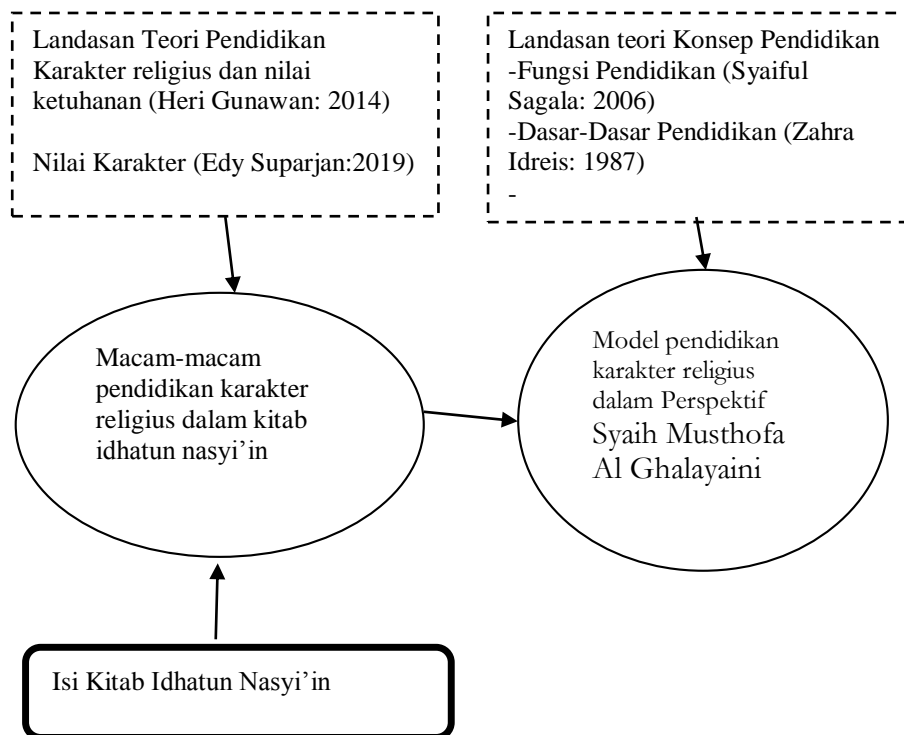 Landasan Teori Pendidikan
Karakter religius dan nilai
ketuhanan (Heri Gunawan: 2014)
Nilai Karakter (Edy Suparjan:2019)
Landasan teori Konsep Pendidikan
-Fungsi Pendidikan (Syaiful
Sagala: 2006)
-Dasar-Dasar Pendidikan (Zahra
Idreis: 1987)
-
Macam-macam
pendidikan karakter
religius dalam kitab
idhatun nasyi’in
Model pendidikan
karakter religius
dalam Perspektif
Syaih Musthofa
Al Ghalayaini
Isi Kitab Idhatun Nasyi’in